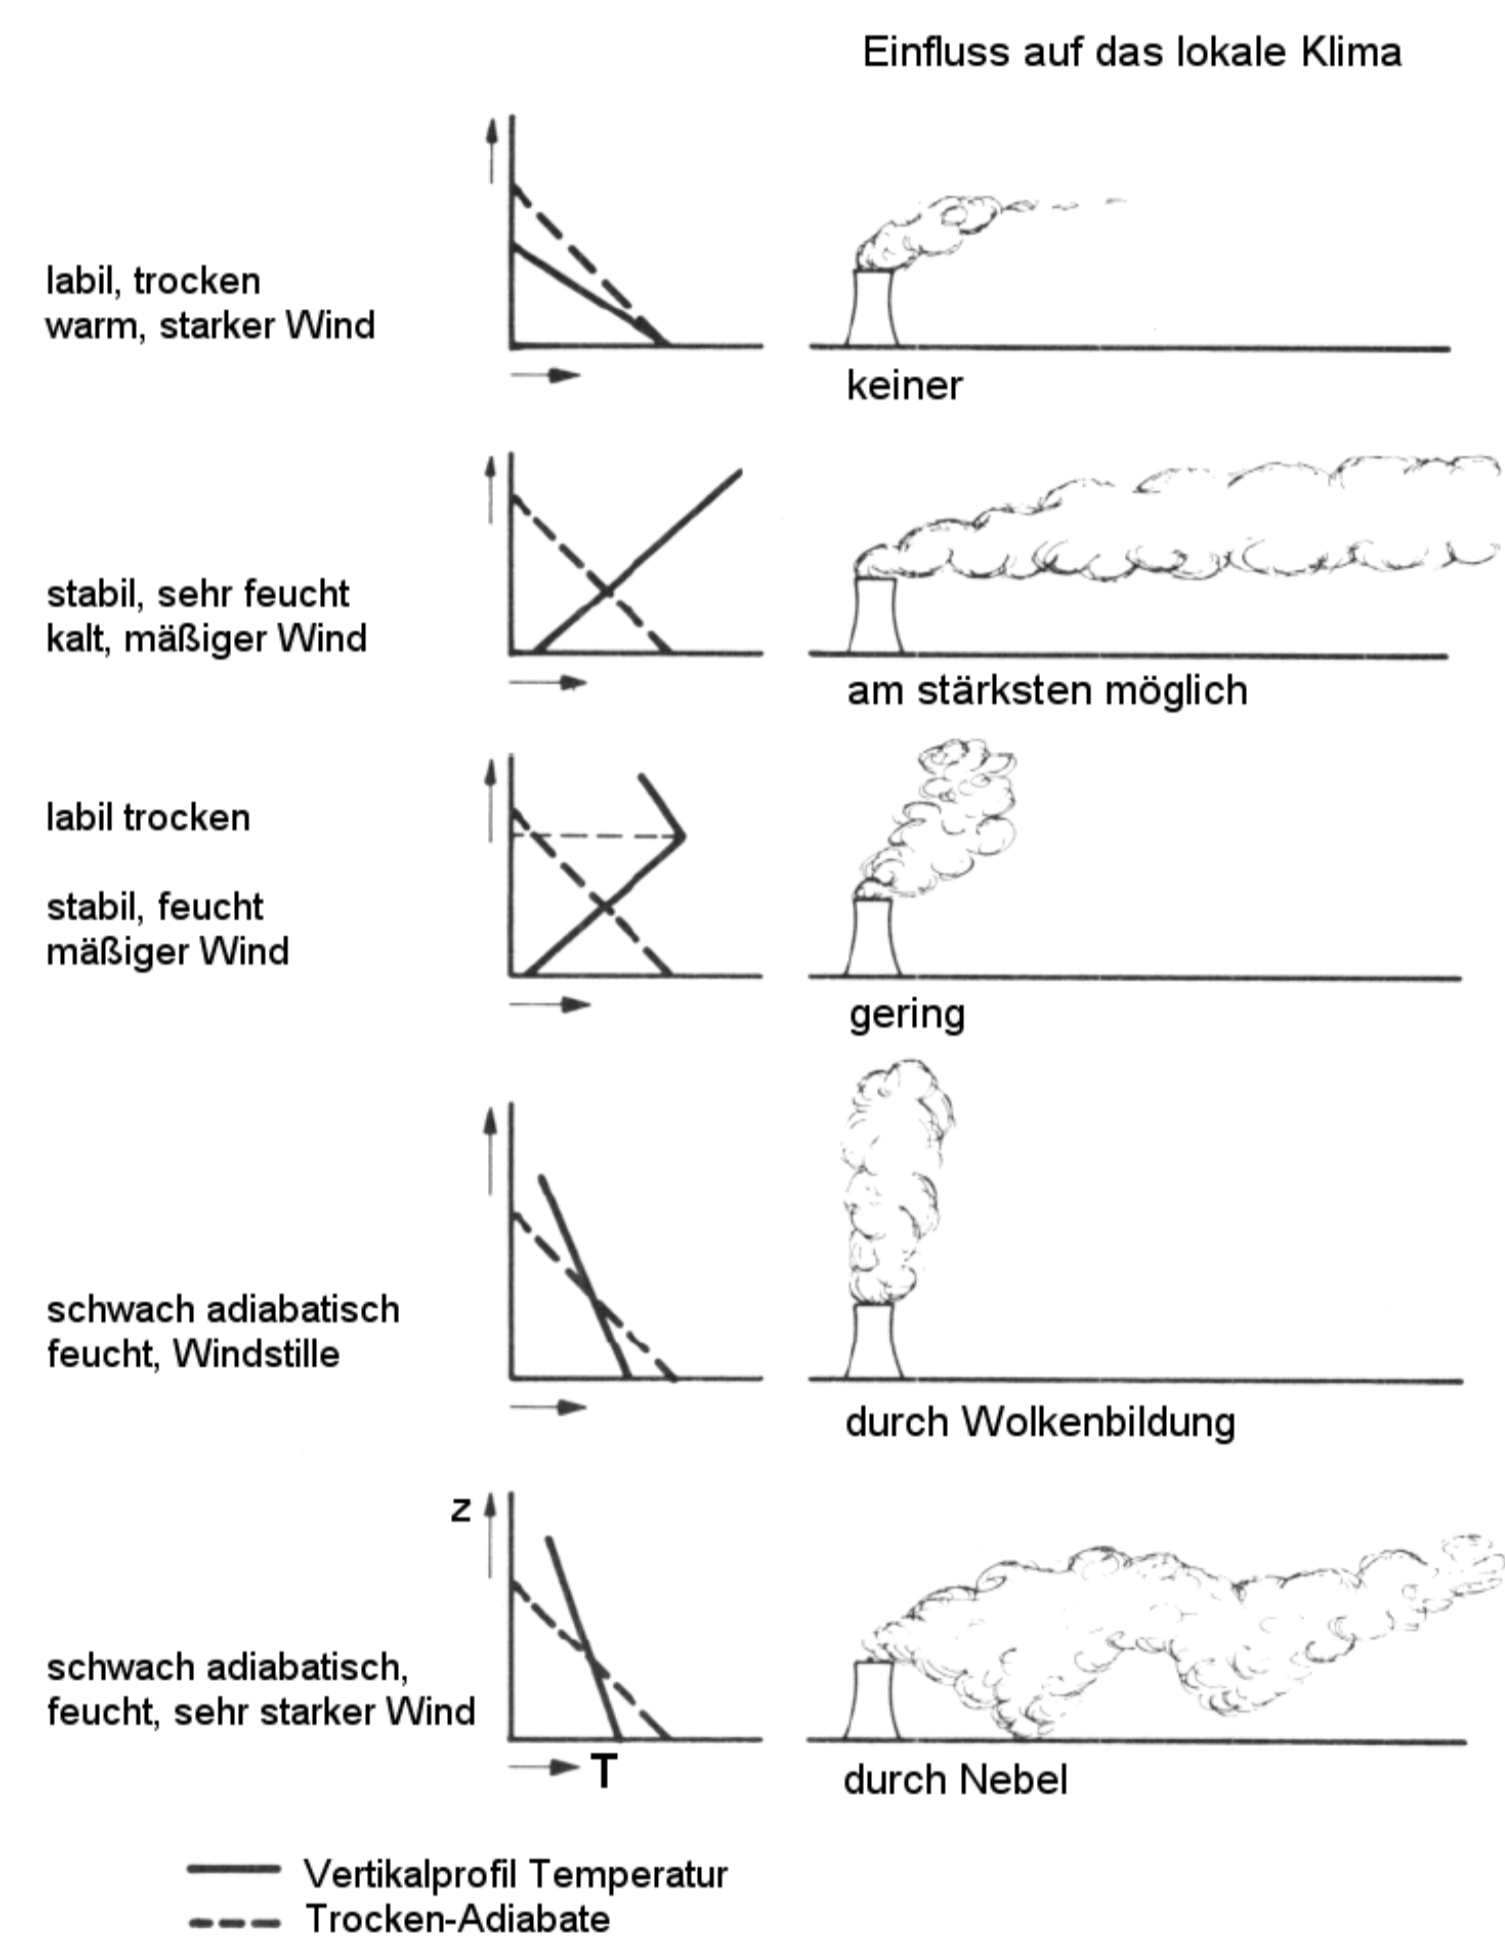 Einfluss auf das lokale Klima
labil, trocken
warm, starker Wind
keiner
stabil, sehr feucht
kalt, mäßiger Wind
am stärksten möglich
labil trocken
stabil, feucht
mäßiger Wind
gering
schwach adiabatisch
feucht, Windstille
durch Wolkenbildung
z
schwach adiabatisch,
feucht, sehr starker Wind
T
durch Nebel
Vertikalprofil Temperatur
Trocken-Adiabate